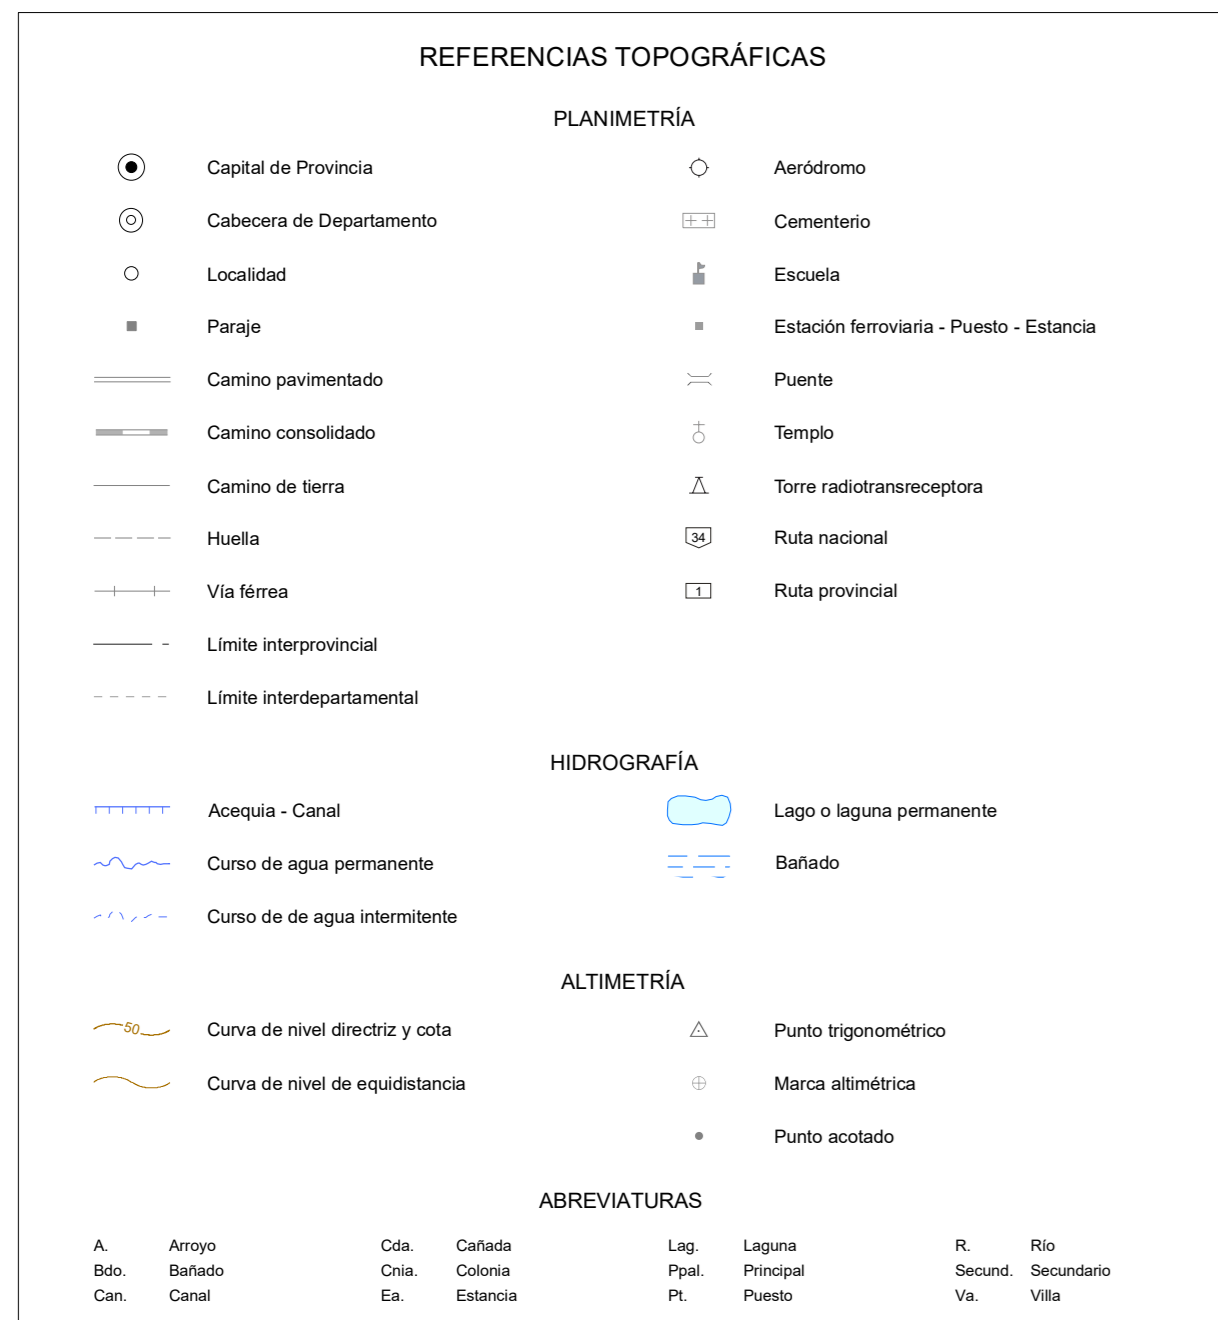 REFERENCIAS TOPOGRÁFICAS
PLANIMETRÍA
Capital de Provincia
Cabecera de Departamento
Localidad
Paraje
Camino pavimentado
Camino consolidado
Camino de tierra
Huella
Vía férrea
Límite interprovincial
Límite interdepartamental
Aeródromo
Cementerio
Escuela
Estación ferroviaria - Puesto - Estancia
Puente
Templo
Torre radiotransreceptora
34 Ruta nacional
1 Ruta provincial
HIDROGRAFÍA
Acequia - Canal
Curso de agua permanente
Curso de de agua intermitente
Lago o laguna permanente
Bañado
ALTIMETRÍA
50 Curva de nivel directriz y cota
Curva de nivel de equidistancia
Punto trigonométrico
Marca altimétrica
Punto acotado
ABREVIATURAS
A. Arroyo
Bdo. Bañado
Can. Canal
Cda. Cañada
Cnia. Colonia
Ea. Estancia
Lag. Laguna
Ppal. Principal
Pt. Puesto
R. Río
Secund. Secundario
Va. Villa